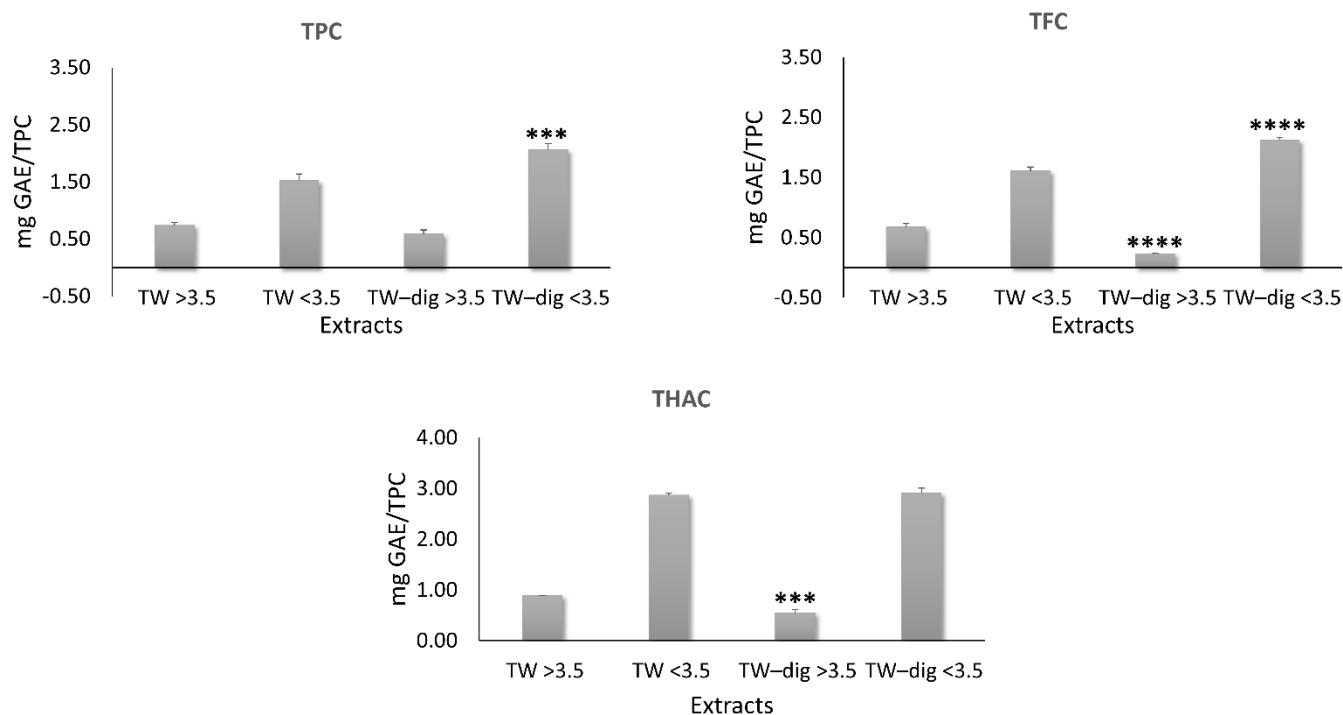 TPC
3.50
2.50
1.50
0.50
-0.50
mg GAE/TPC
***
TW >3.5 TW <3.5 TW–dig >3.5 TW–dig <3.5
Extracts
TFC
3.50
2.50
1.50
0.50
-0.50
mg GAE/TPC
****
****
TW >3.5 TW <3.5 TW–dig >3.5 TW–dig <3.5
Extracts
THAC
4.00
3.00
2.00
1.00
0.00
mg GAE/TPC
***
TW >3.5 TW <3.5 TW–dig >3.5 TW–dig <3.5
Extracts